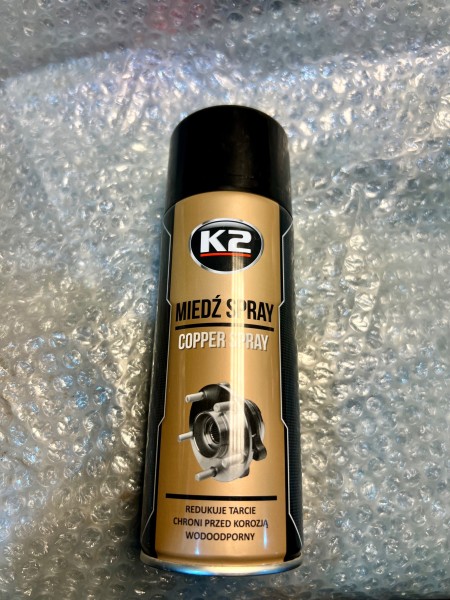 K2
MIEDŹ SPRAY
COPPER SPRAY
REDUKUJE TARCIE
CHRONI PRZED KOROZJĄ
WODOODPORNY